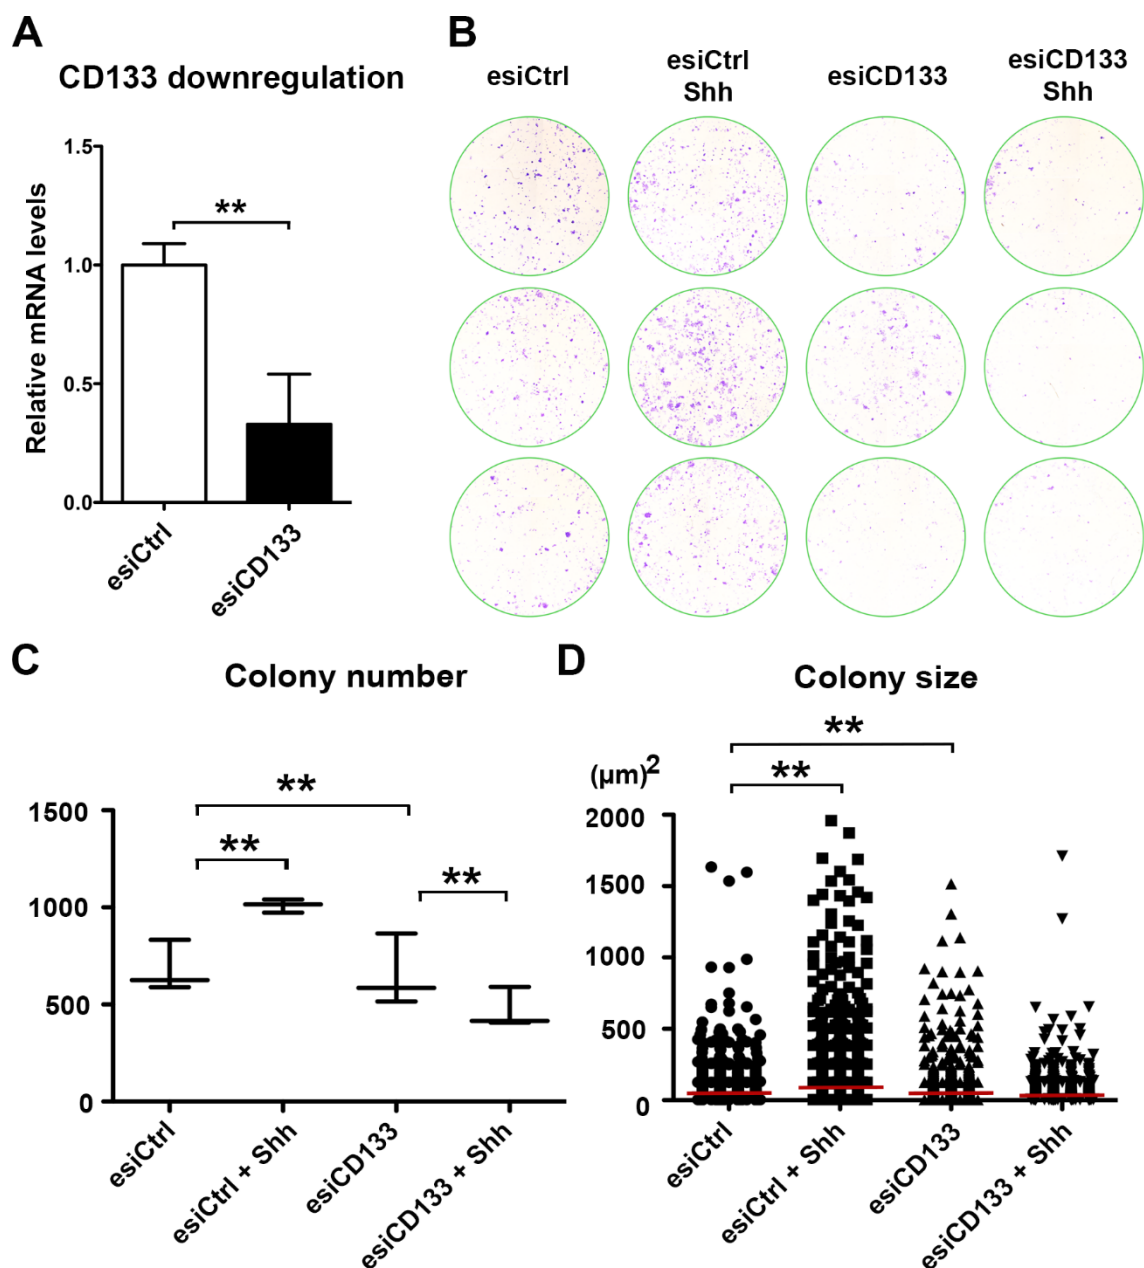 A
CD133 downregulation
Relative mRNA levels
1.5
1.0
0.5
0.0
**
esiCtrl
esiCD133
B
esiCtrl
esiCtrl
Shh
esiCD133
esiCD133
Shh
C
Colony number
1500
1000
500
0
**
**
**
esiCtrl
esiCtrl + Shh
esiCD133
esiCD133 + Shh
D
Colony size
(µm)²
2000
1500
1000
500
0
**
**
esiCtrl
esiCtrl + Shh
esiCD133
esiCD133 + Shh